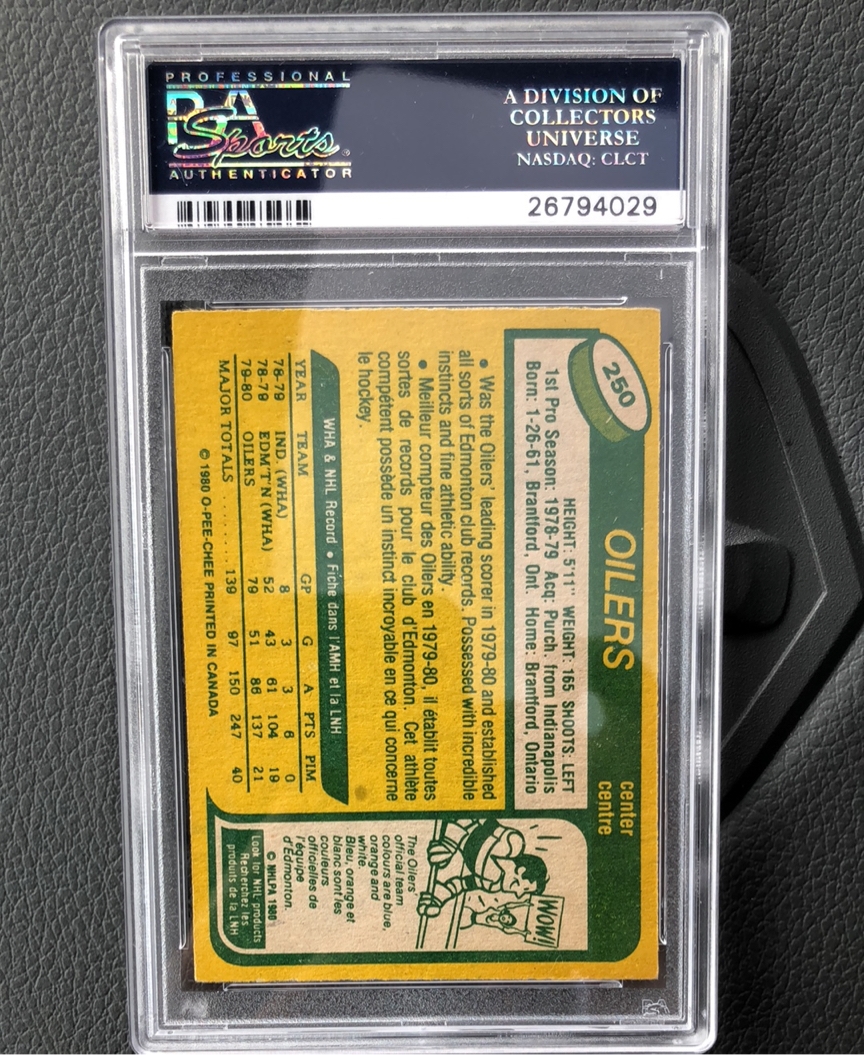 PROFESSIONAL
PSA
Sports
AUTHENTICATOR
A DIVISION OF
COLLECTORS
UNIVERSE
NASDAQ: CLCT
26794029
250
OILERS
center
centre
HEIGHT: 5'11" WEIGHT: 165 SHOOTS: LEFT
1st Pro Season: 1978-79 Acq: Purch. from Indianapolis
Born: 1-26-61, Brantford, Ont. Home: Brantford, Ontario
• Was the Oilers' leading scorer in 1979-80 and established
all sorts of Edmonton club records. Possessed with incredible
instincts and fine athletic ability.
• Meilleur compteur des Oilers en 1979-80, il établit toutes
sortes de records pour le club d'Edmonton. Cet athlète
compétent possède un instinct incroyable en ce qui concerne
le hockey.
WHA & NHL Record • Fiche dans l'AMH et la LNH
YEAR TEAM GP G A PTS PIM
78-79 IND. (WHA) 8 3 3 6 0
78-79 EDM'T'N (WHA) 52 43 61 104 19
79-80 OILERS 79 51 86 137 21
MAJOR TOTALS ........ 139 97 150 247 40
© 1980 O-PEE-CHEE PRINTED IN CANADA
WOW!
The Oilers'
official team
colours are blue,
orange and
white.
Bleu, orange et
blanc sont les
couleurs
officielles de
l'équipe
d'Edmonton.
© NHLPA 1980
Look for NHL products
Recherchez les
produits de la LNH